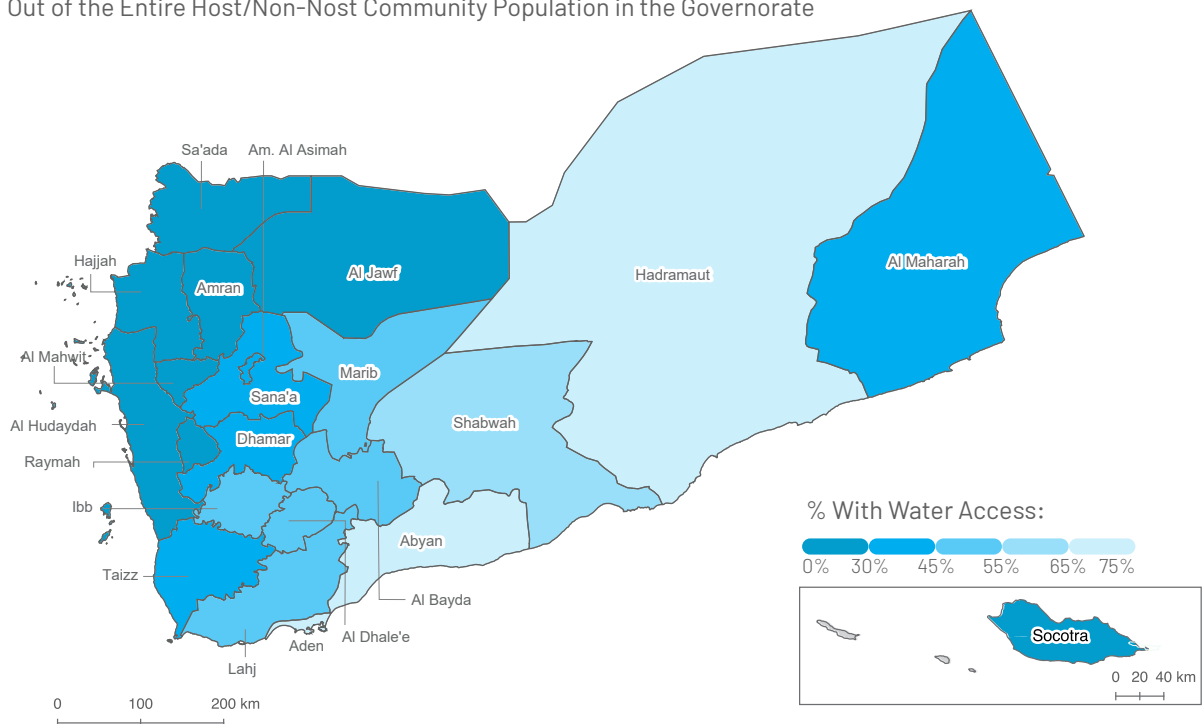 Out of the Entire Host/Non-Nost Community Population in the Governorate
Sa'ada
Am. Al Asimah
Hajjah
Amran
Al Jawf
Hadramaut
Al Maharah
Al Mahwit
Marib
Sana'a
Al Hudaydah
Dhamar
Shabwah
Raymah
Ibb
Abyan
Taizz
Al Bayda
Al Dhale'e
Aden
Lahj
% With Water Access:
0% 30% 45% 55% 65% 75%
Socotra
0 20 40 km
0 100 200 km